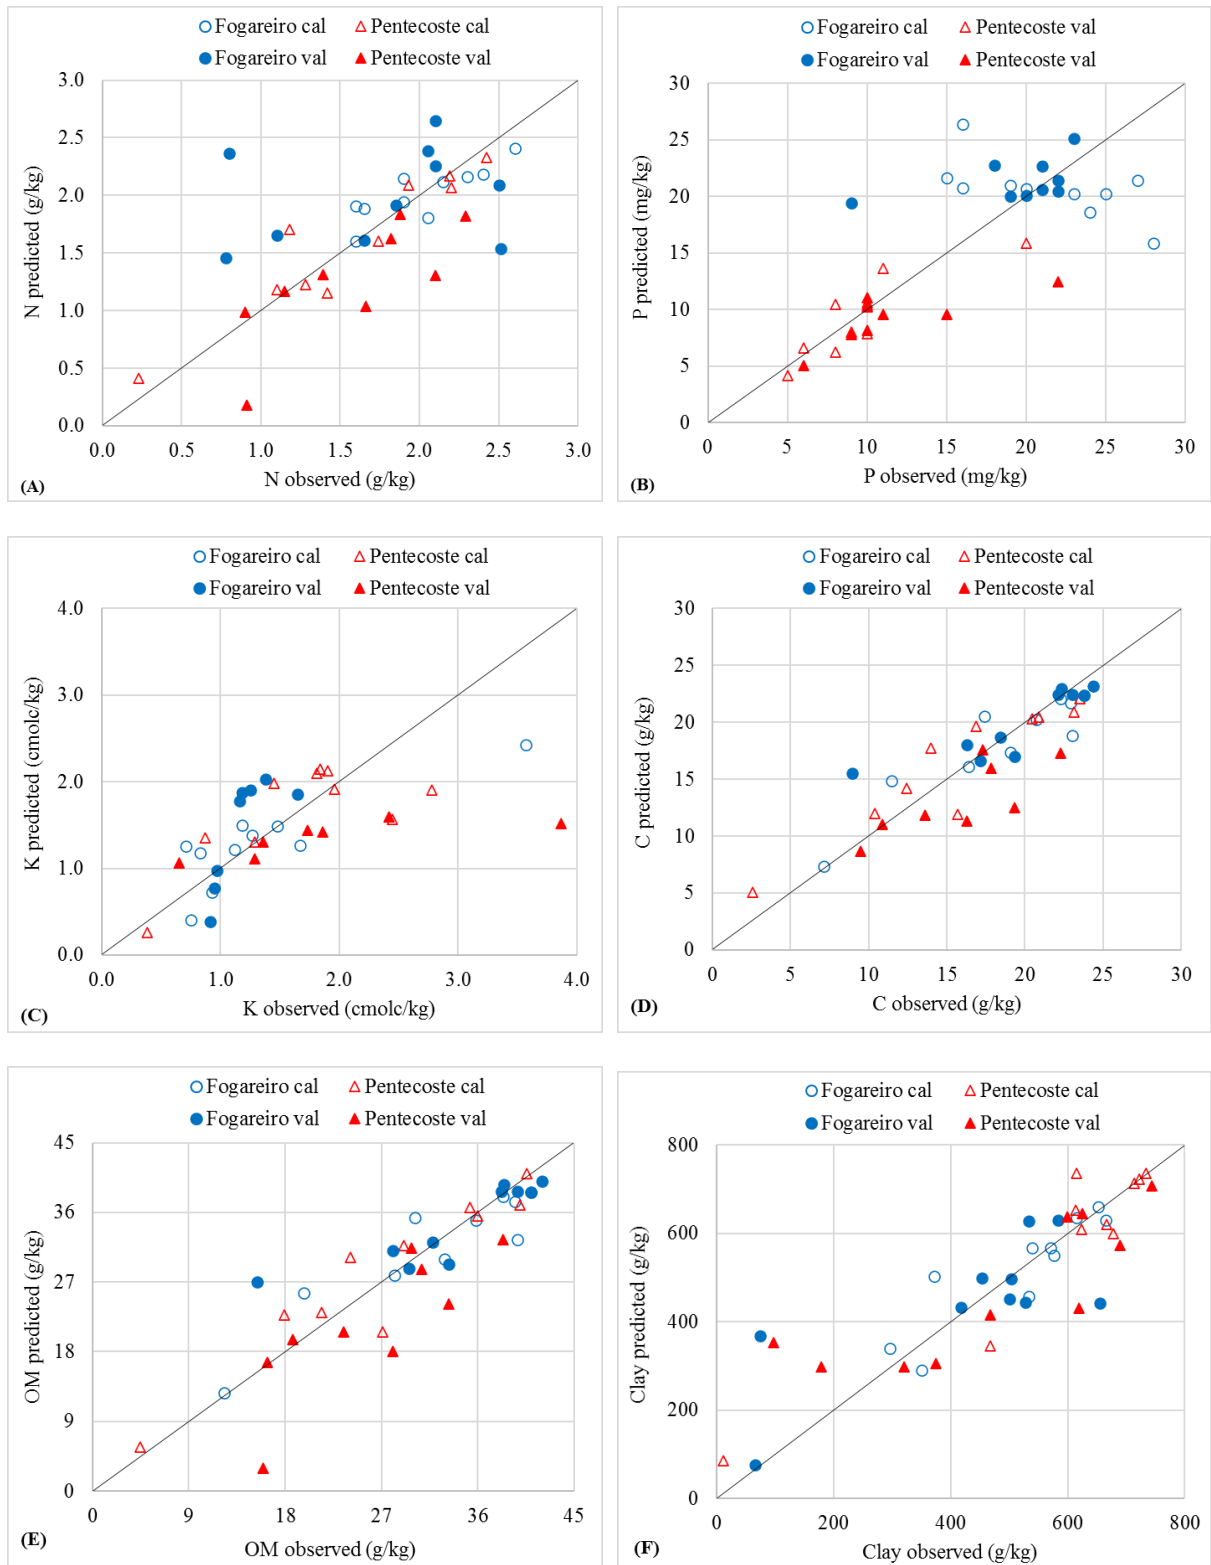 Fogareiro cal Pentecoste cal
Fogareiro val Pentecoste val
3.0
2.5
2.0
1.5
1.0
0.5
0.0
N predicted (g/kg)
0.0 0.5 1.0 1.5 2.0 2.5 3.0
N observed (g/kg)
(A)
Fogareiro cal Pentecoste cal
Fogareiro val Pentecoste val
30
25
20
15
10
5
0
P predicted (mg/kg)
0 5 10 15 20 25 30
P observed (mg/kg)
(B)
Fogareiro cal Pentecoste cal
Fogareiro val Pentecoste val
4.0
3.0
2.0
1.0
0.0
K predicted (cmolc/kg)
0.0 1.0 2.0 3.0 4.0
K observed (cmolc/kg)
(C)
Fogareiro cal Pentecoste cal
Fogareiro val Pentecoste val
30
25
20
15
10
5
0
C predicted (g/kg)
0 5 10 15 20 25 30
C observed (g/kg)
(D)
Fogareiro cal Pentecoste cal
Fogareiro val Pentecoste val
45
36
27
18
9
0
OM predicted (g/kg)
0 9 18 27 36 45
OM observed (g/kg)
(E)
Fogareiro cal Pentecoste cal
Fogareiro val Pentecoste val
800
600
400
200
0
Clay predicted (g/kg)
0 200 400 600 800
Clay observed (g/kg)
(F)